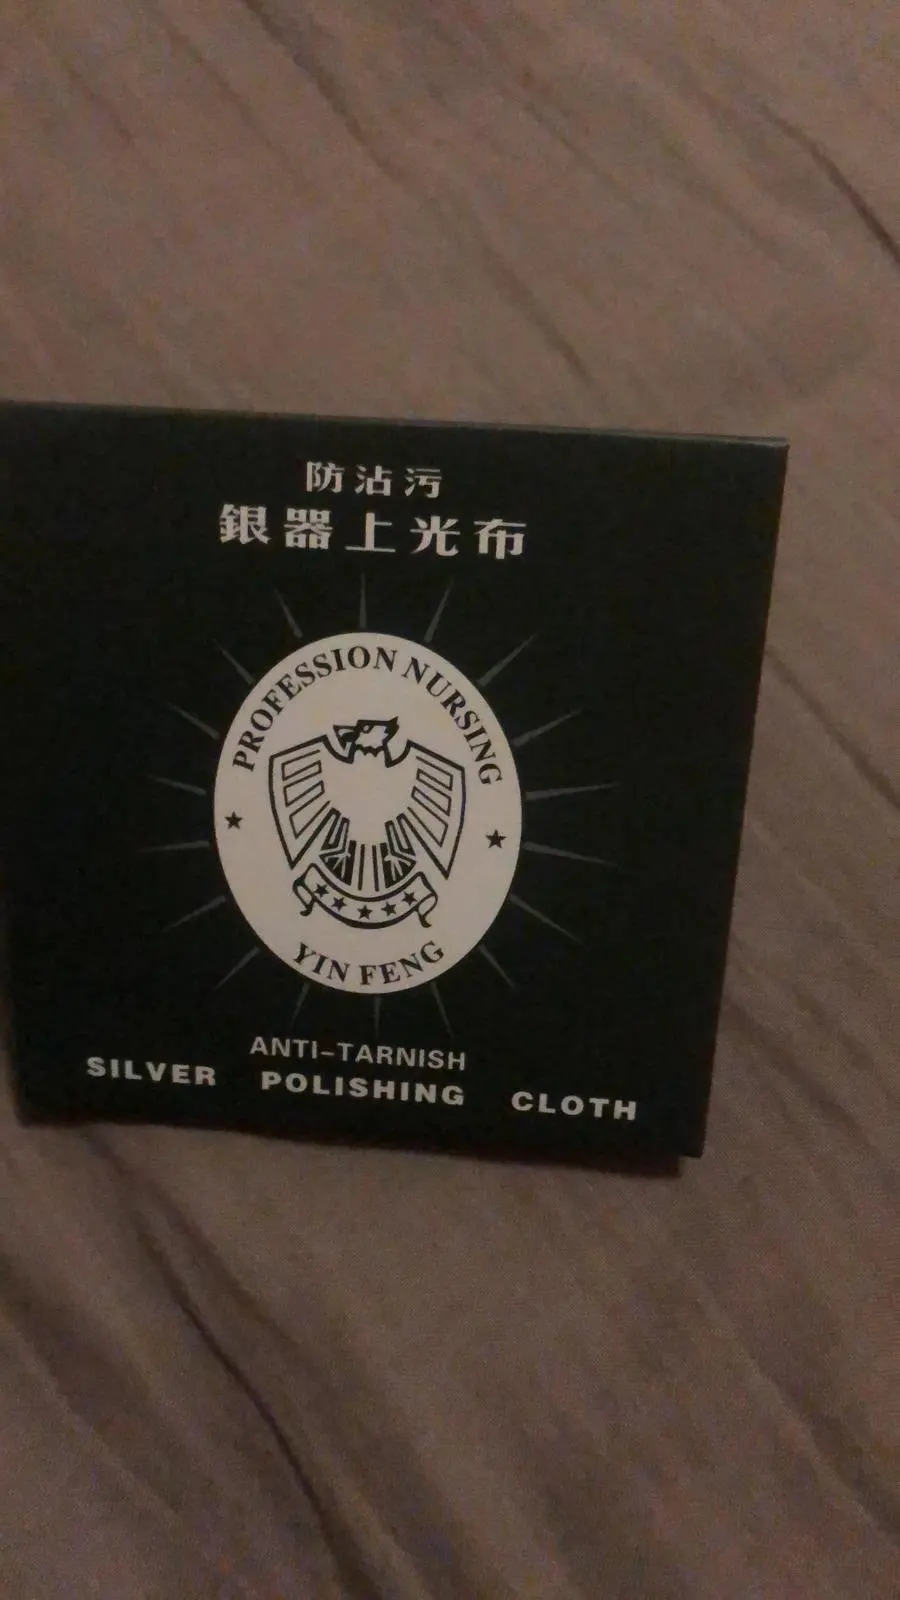 防沾污
銀器上光布
PROFESSION NURSING
YIN FENG
ANTI-TARNISH
SILVER POLISHING CLOTH